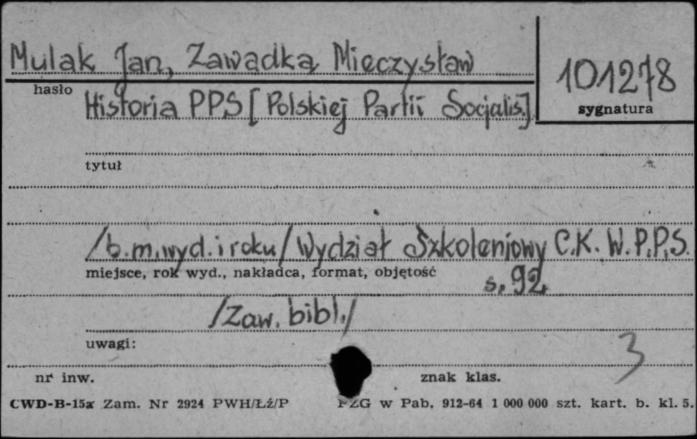 Mulak Jan, Zawadka Mieczysław
101278
hasło
sygnatura
Historia PPS [Polskiej Partii Socjalis.]
tytuł
/b.m.wyd. i roku/ Wydział Szkoleniowy C.K. W.P.P.S.
miejsce, rok wyd., nakładca, format, objętość
s. 92.
/Zaw. bibl./
uwagi:
3
nr inw.
znak klas.
CWD-B-15a Zam. Nr 2924 PWH/Łź/P PZG w Pab. 912-64 1 000 000 szt. kart. b. kl. 5.